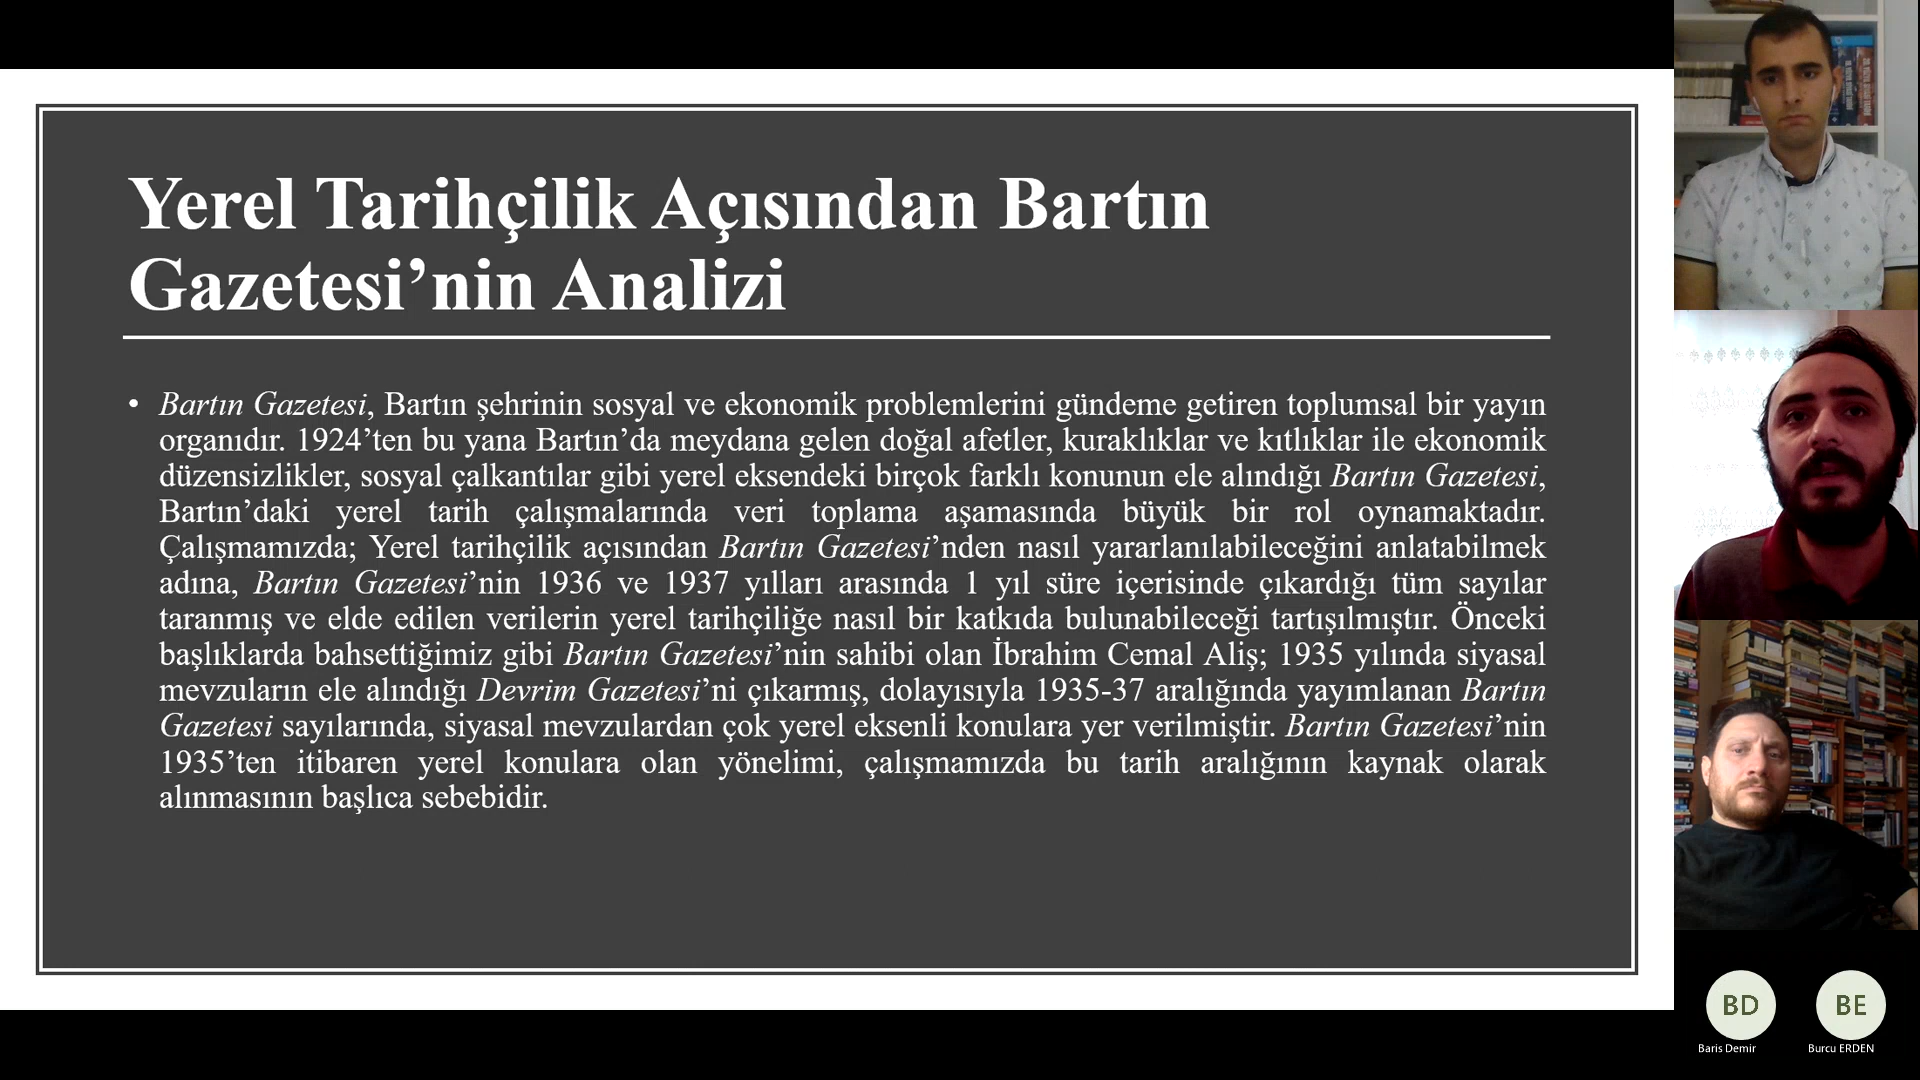 Yerel Tarihçilik Açısından Bartın
Gazetesi’nin Analizi
• Bartın Gazetesi, Bartın şehrinin sosyal ve ekonomik problemlerini gündeme getiren toplumsal bir yayın
organıdır. 1924’ten bu yana Bartın’da meydana gelen doğal afetler, kuraklıklar ve kıtlıklar ile ekonomik
düzensizlikler, sosyal çalkantılar gibi yerel eksendeki birçok farklı konunun ele alındığı Bartın Gazetesi,
Bartın’daki yerel tarih çalışmalarında veri toplama aşamasında büyük bir rol oynamaktadır.
Çalışmamızda; Yerel tarihçilik açısından Bartın Gazetesi’nden nasıl yararlanılabileceğini anlatabilmek
adına, Bartın Gazetesi’nin 1936 ve 1937 yılları arasında 1 yıl süre içerisinde çıkardığı tüm sayılar
taranmış ve elde edilen verilerin yerel tarihçiliğe nasıl bir katkıda bulunabileceği tartışılmıştır. Önceki
başlıklarda bahsettiğimiz gibi Bartın Gazetesi’nin sahibi olan İbrahim Cemal Aliş; 1935 yılında siyasal
mevzuların ele alındığı Devrim Gazetesi’ni çıkarmış, dolayısıyla 1935-37 aralığında yayımlanan Bartın
Gazetesi sayılarında, siyasal mevzulardan çok yerel eksenli konulara yer verilmiştir. Bartın Gazetesi’nin
1935’ten itibaren yerel konulara olan yönelimi, çalışmamızda bu tarih aralığının kaynak olarak
alınmasının başlıca sebebidir.
BD
BE
Baris Demir
Burcu ERDEN